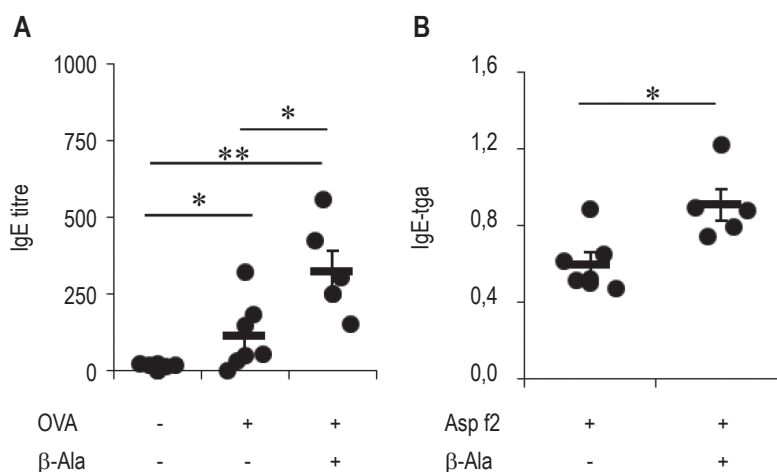 A
1000
750
500
250
0
IgE titre
*
**
*
OVA - + +
β-Ala - - +
B
1,6
1,2
0,8
0,4
0,0
IgE-tga
*
Asp f2 + +
β-Ala - +